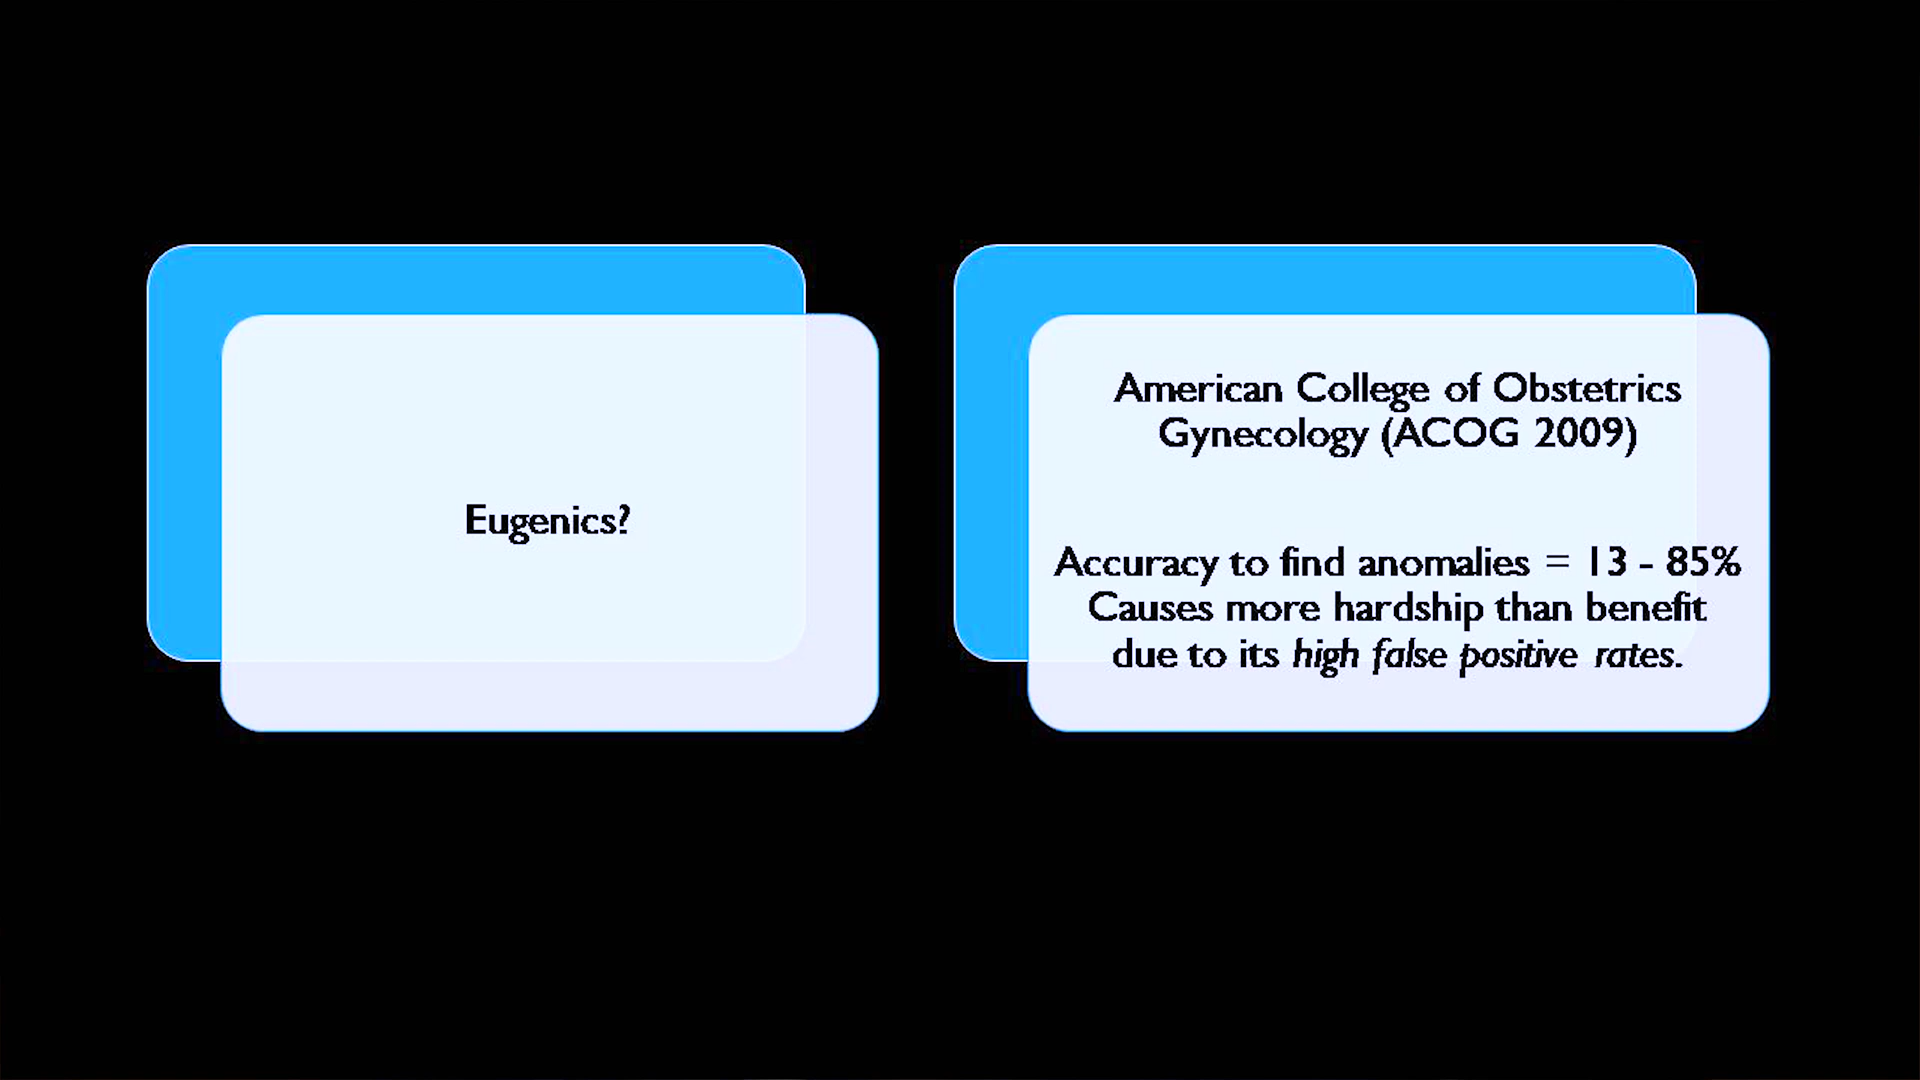 Eugenics?
American College of Obstetrics
Gynecology (ACOG 2009)
Accuracy to find anomalies = 13 - 85%
Causes more hardship than benefit
due to its high false positive rates.